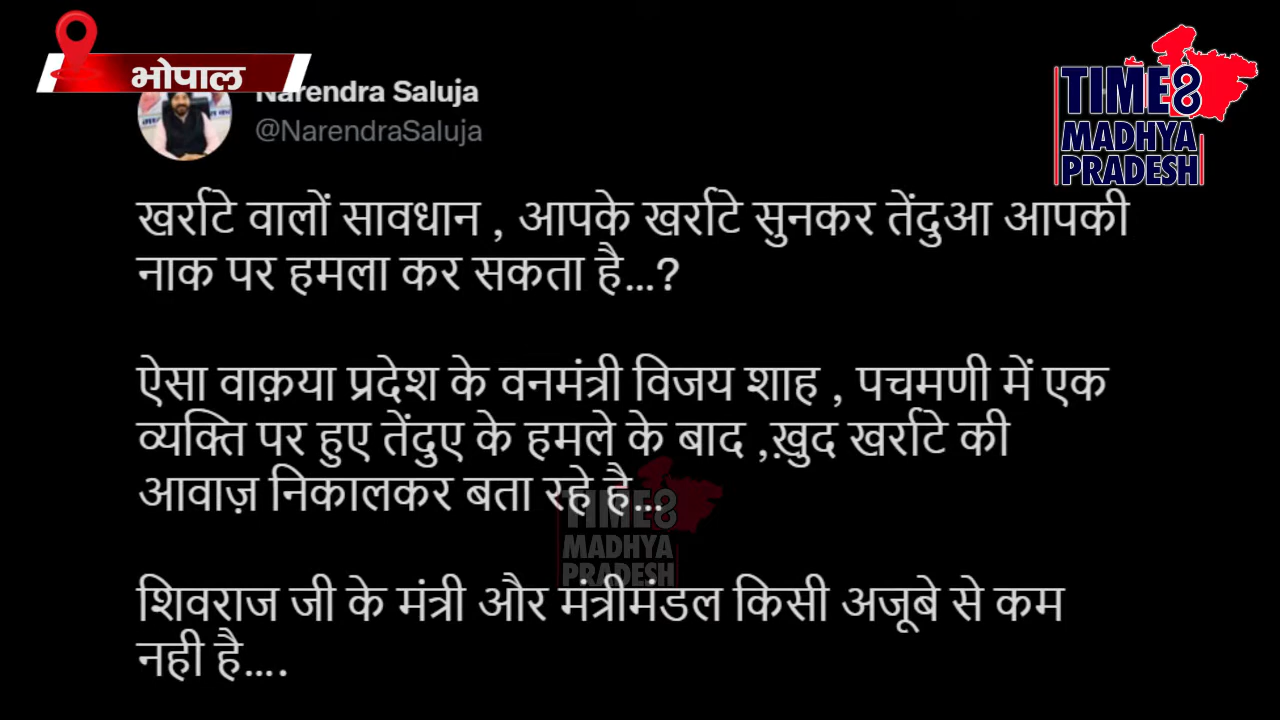 भोपाल
Narendra Saluja
@NarendraSaluja
TIME8
MADHYA
PRADESH
खर्राटे वालों सावधान , आपके खर्राटे सुनकर तेंदुआ आपकी
नाक पर हमला कर सकता है...?
ऐसा वाक़या प्रदेश के वनमंत्री विजय शाह , पचमणी में एक
व्यक्ति पर हुए तेंदुए के हमले के बाद ,ख़ुद खर्राटे की
आवाज़ निकालकर बता रहे है...
TIME8
MADHYA
PRADESH
शिवराज जी के मंत्री और मंत्रीमंडल किसी अजूबे से कम
नही है....